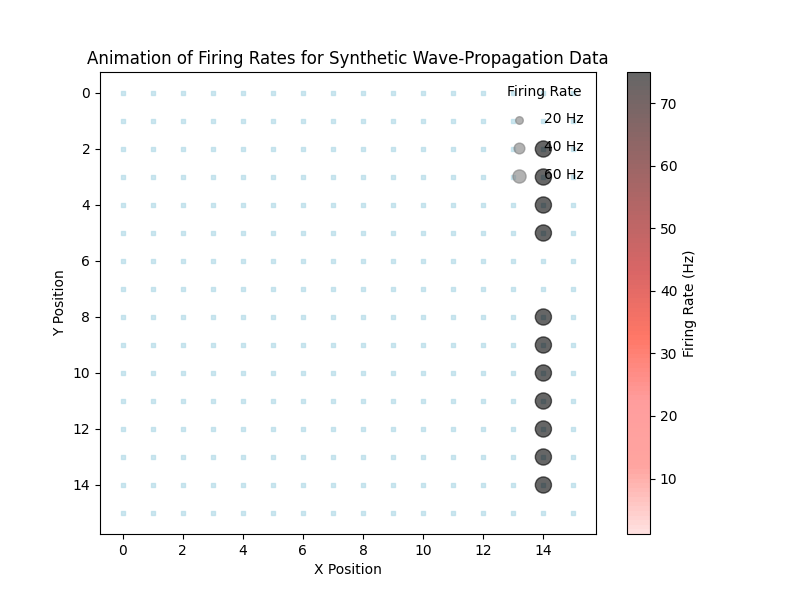 Animation of Firing Rates for Synthetic Wave-Propagation Data
Firing Rate
20 Hz
40 Hz
60 Hz
0
2
4
6
8
10
12
14
Y Position
0 2 4 6 8 10 12 14
X Position
70
60
50
40
30
20
10
Firing Rate (Hz)